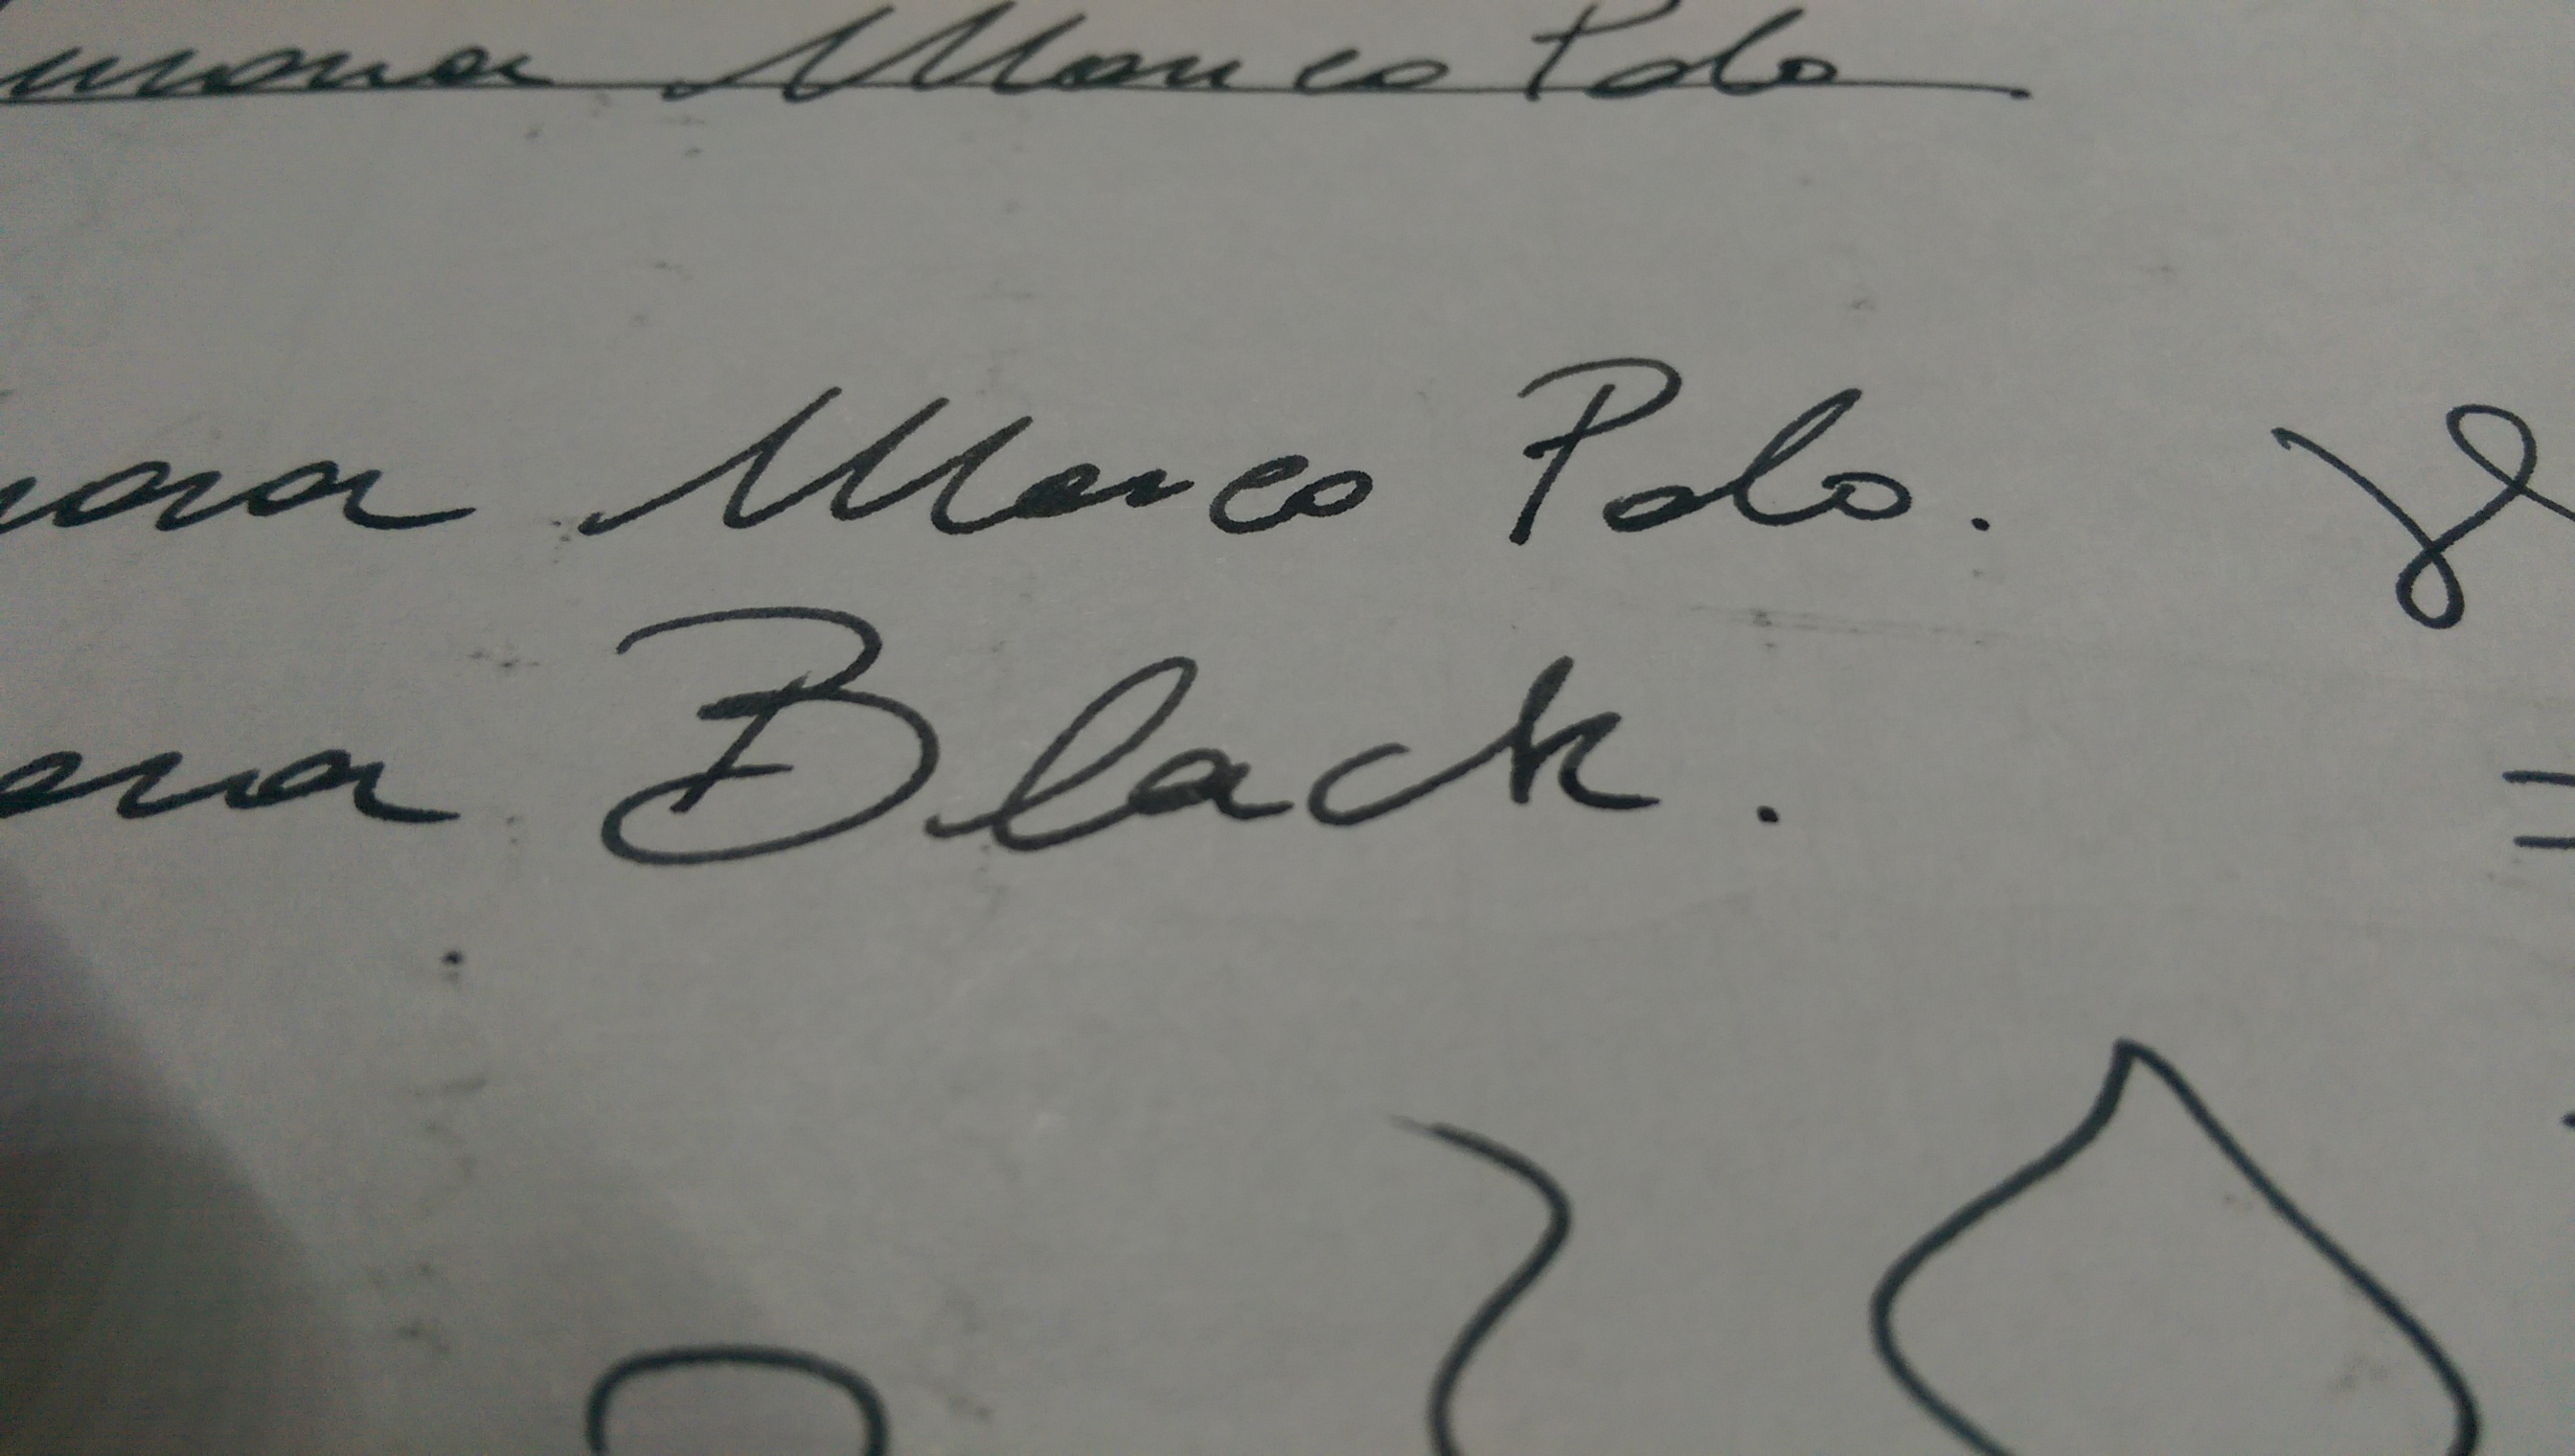 Marco Polo
Marco Polo.
Black.